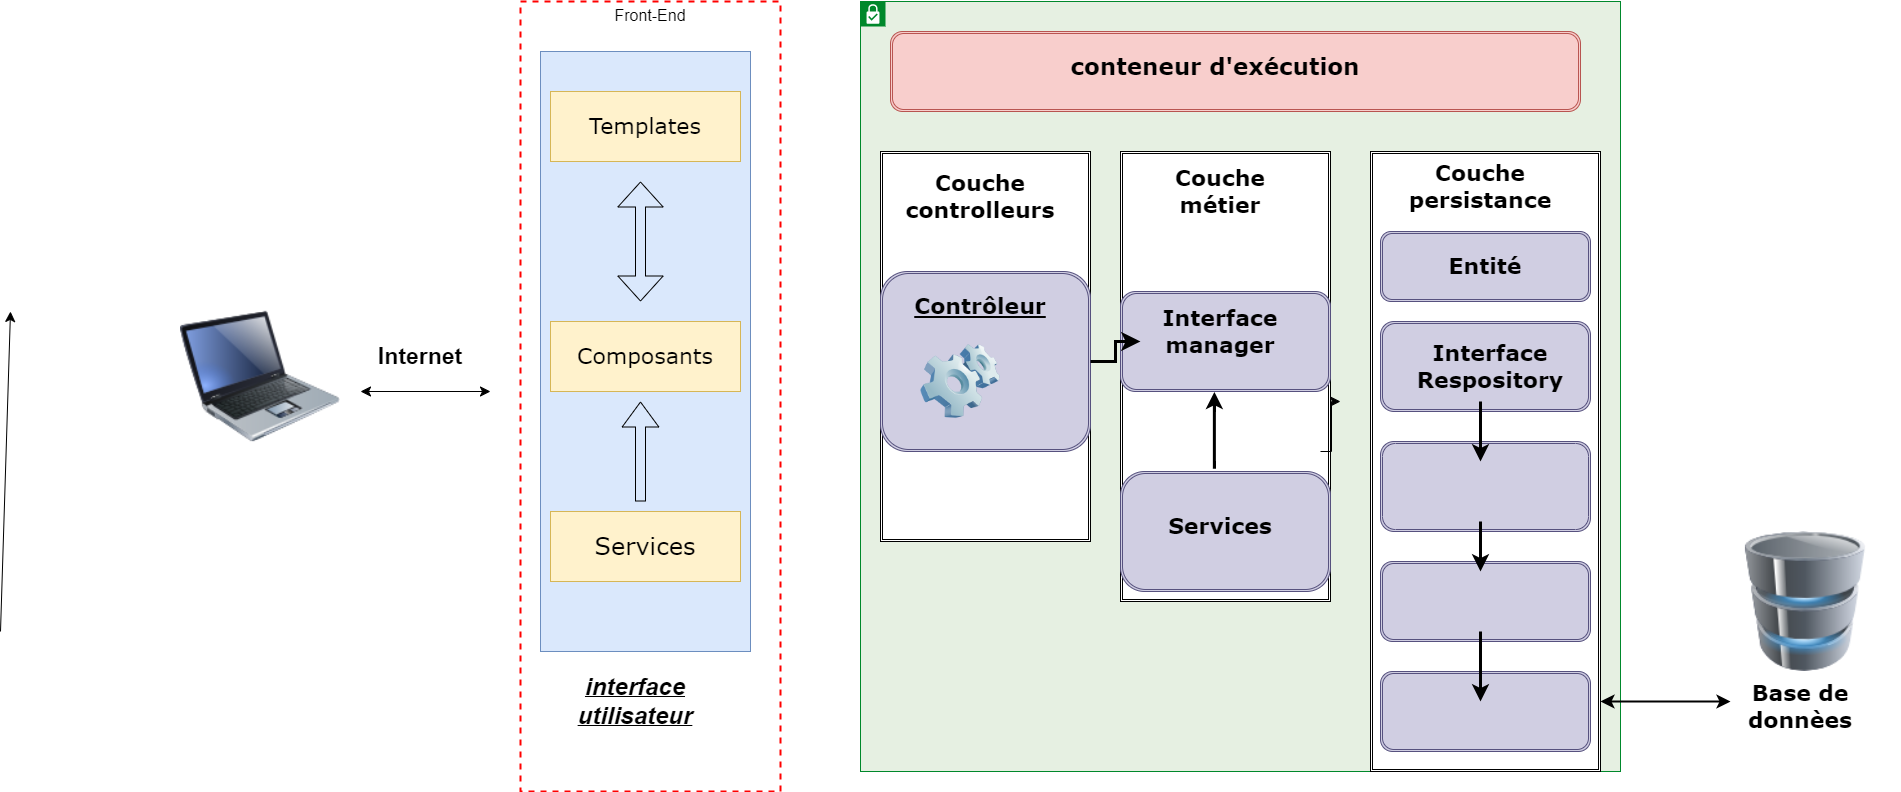 Front-End
Templates
Composants
Services
interface
utilisateur
Internet
conteneur d'exécution
Couche
controlleurs
Contrôleur
Couche
métier
Interface
manager
Services
Couche
persistance
Entité
Interface
Respository
Base de
donnèes